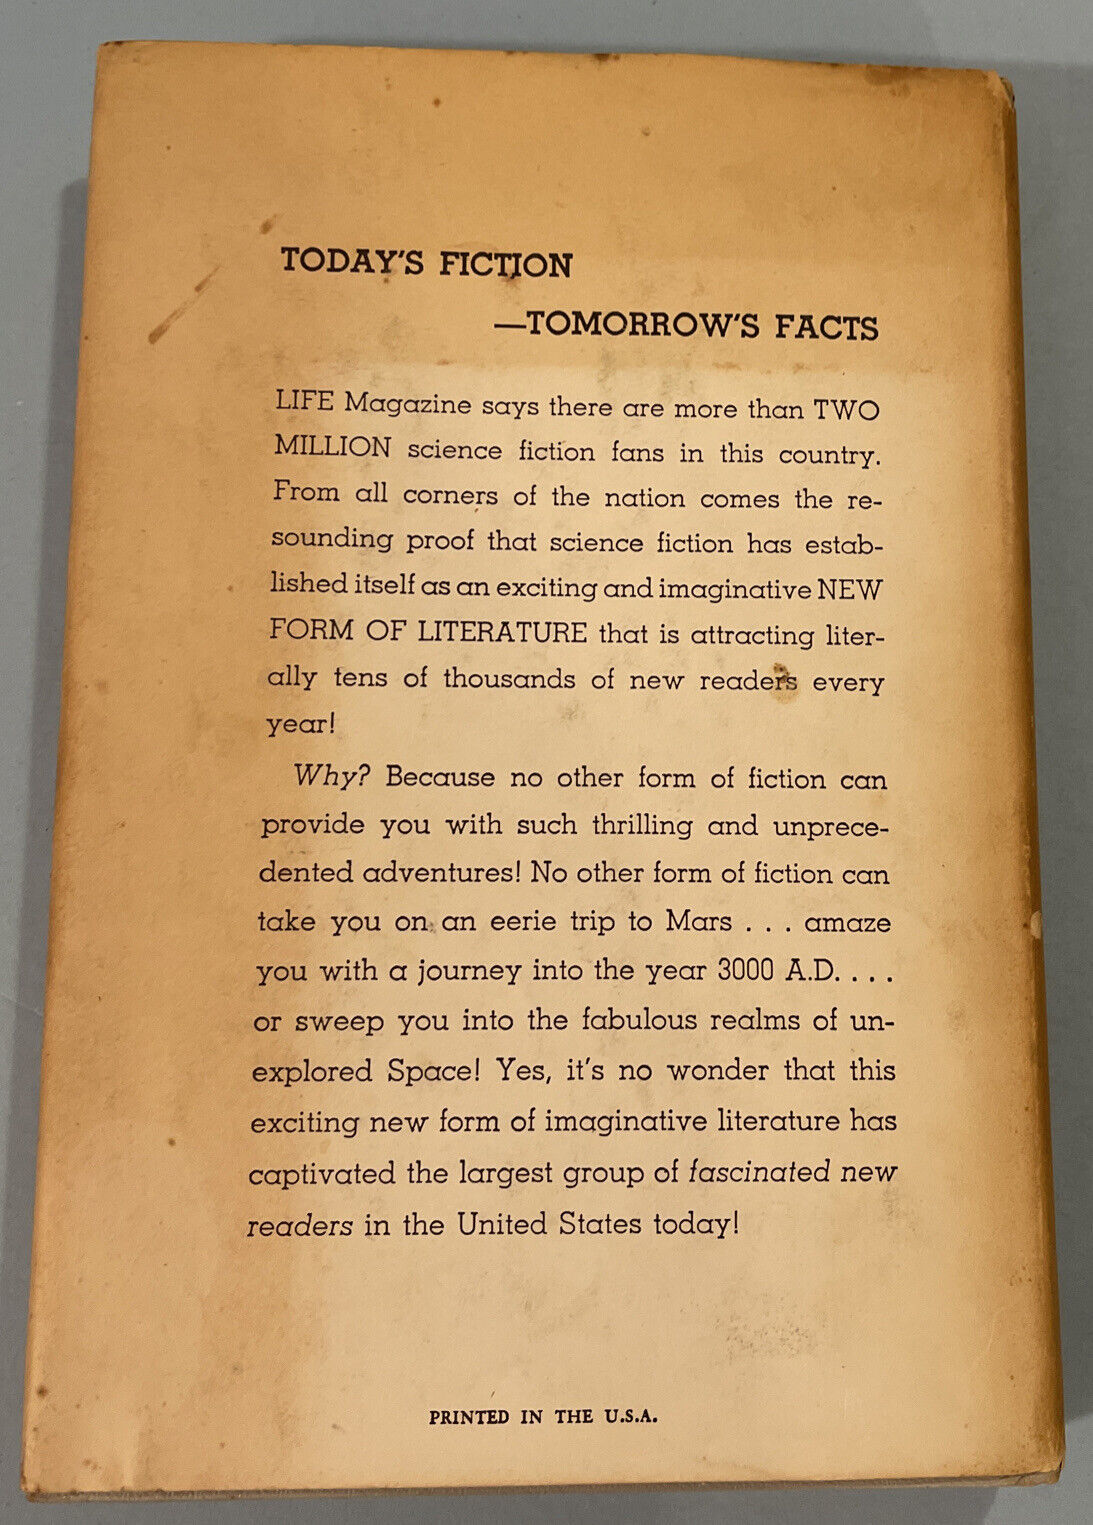 TODAY'S FICTION
—TOMORROW'S FACTS
LIFE Magazine says there are more than TWO
MILLION science fiction fans in this country.
From all corners of the nation comes the re-
sounding proof that science fiction has estab-
lished itself as an exciting and imaginative NEW
FORM OF LITERATURE that is attracting liter-
ally tens of thousands of new readers every
year!
Why? Because no other form of fiction can
provide you with such thrilling and unprece-
dented adventures! No other form of fiction can
take you on an eerie trip to Mars . . . amaze
you with a journey into the year 3000 A.D. . . .
or sweep you into the fabulous realms of un-
explored Space! Yes, it's no wonder that this
exciting new form of imaginative literature has
captivated the largest group of fascinated new
readers in the United States today!
PRINTED IN THE U.S.A.